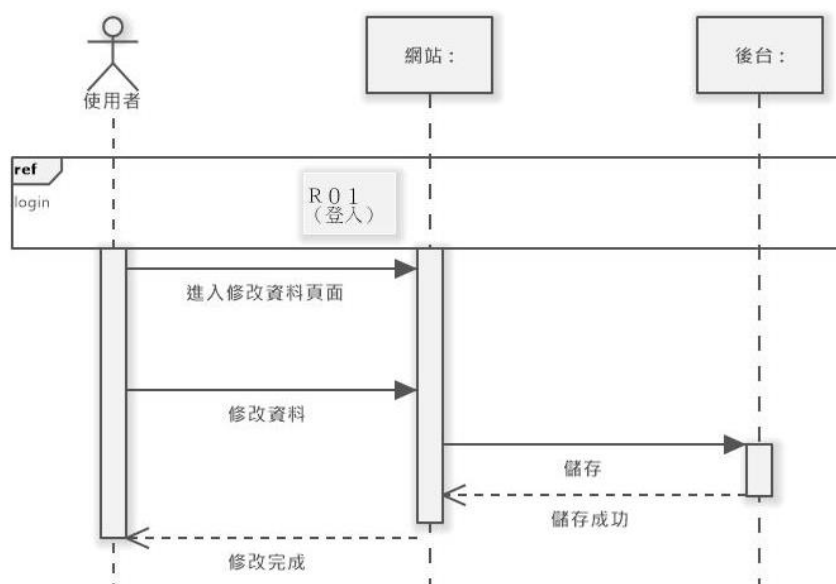 使用者
網站：
後台：
ref
login
R01
（登入）
進入修改資料頁面
修改資料
儲存
儲存成功
修改完成